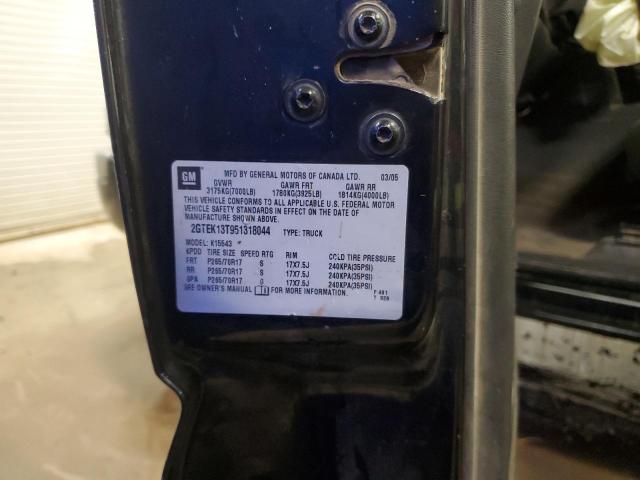 GM
MFD BY GENERAL MOTORS OF CANADA LTD. 03/05
GVWR GAWR FRT GAWR RR
3175KG(7000LB) 1780KG(3925LB) 1814KG(4000LB)
THIS VEHICLE CONFORMS TO ALL APPLICABLE U.S. FEDERAL MOTOR
VEHICLE SAFETY STANDARDS IN EFFECT ON THE DATE OF
MANUFACTURE SHOWN ABOVE.
2GTEK13T951318044 TYPE: TRUCK
MODEL: K15543
TIRE SIZE SPEED RTG RIM COLD TIRE PRESSURE
FRT P265/70R17 S 17X7.5J 240KPA(35PSI)
RR P265/70R17 S 17X7.5J 240KPA(35PSI)
SPA P265/70R17 17X7.5J 240KPA(35PSI)
SEE OWNER'S MANUAL FOR MORE INFORMATION.